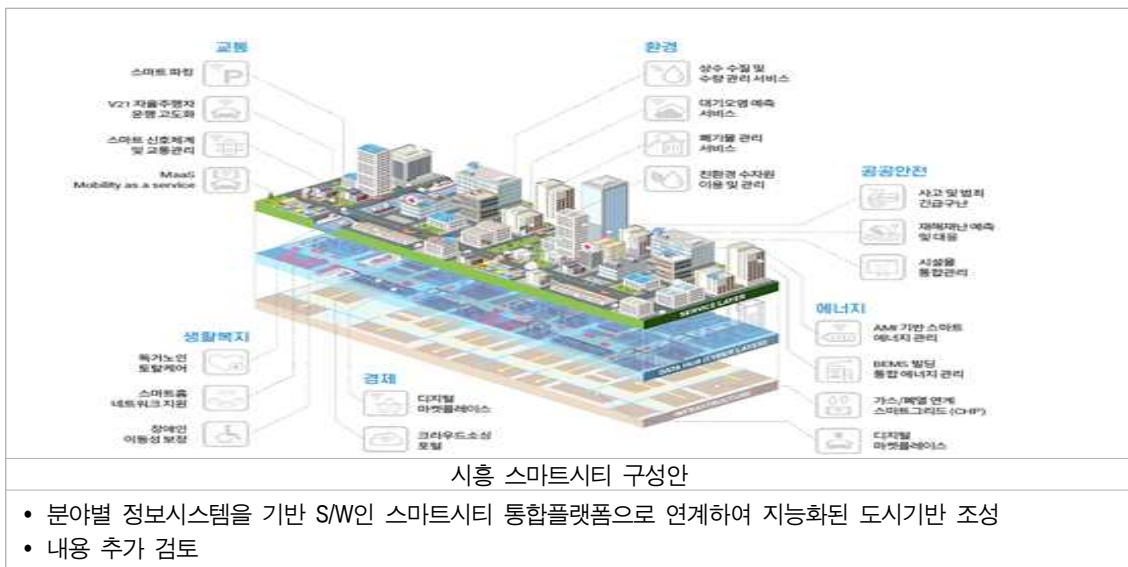 교통
스마트 파킹
V21 자율주행자
운행 고도화
스마트 신호체계
및 교통관리
MaaS
Mobility as a service
환경
상수 수질 및
수량 관리 서비스
대기오염 예측
서비스
폐기물 관리
서비스
친환경 수자원
이용 및 관리
공공안전
사고 및 범죄
긴급구난
재해재난 예측
및 대응
시설물
통합관리
SERVICE LAYER
DATA HUB (CYBER LAYER)
INFRASTRUCTURE
생활복지
독거노인
토탈케어
스마트홈
네트워크 지원
장애인
이동성 보장
경제
디지털
마켓플레이스
크라우드소싱
포털
에너지
AMI 기반 스마트
에너지 관리
BEMS 빌딩
통합 에너지 관리
가스/폐열 연계
스마트그리드 (CHP)
디지털
마켓플레이스
시흥 스마트시티 구성안
• 분야별 정보시스템을 기반 S/W인 스마트시티 통합플랫폼으로 연계하여 지능화된 도시기반 조성
• 내용 추가 검토